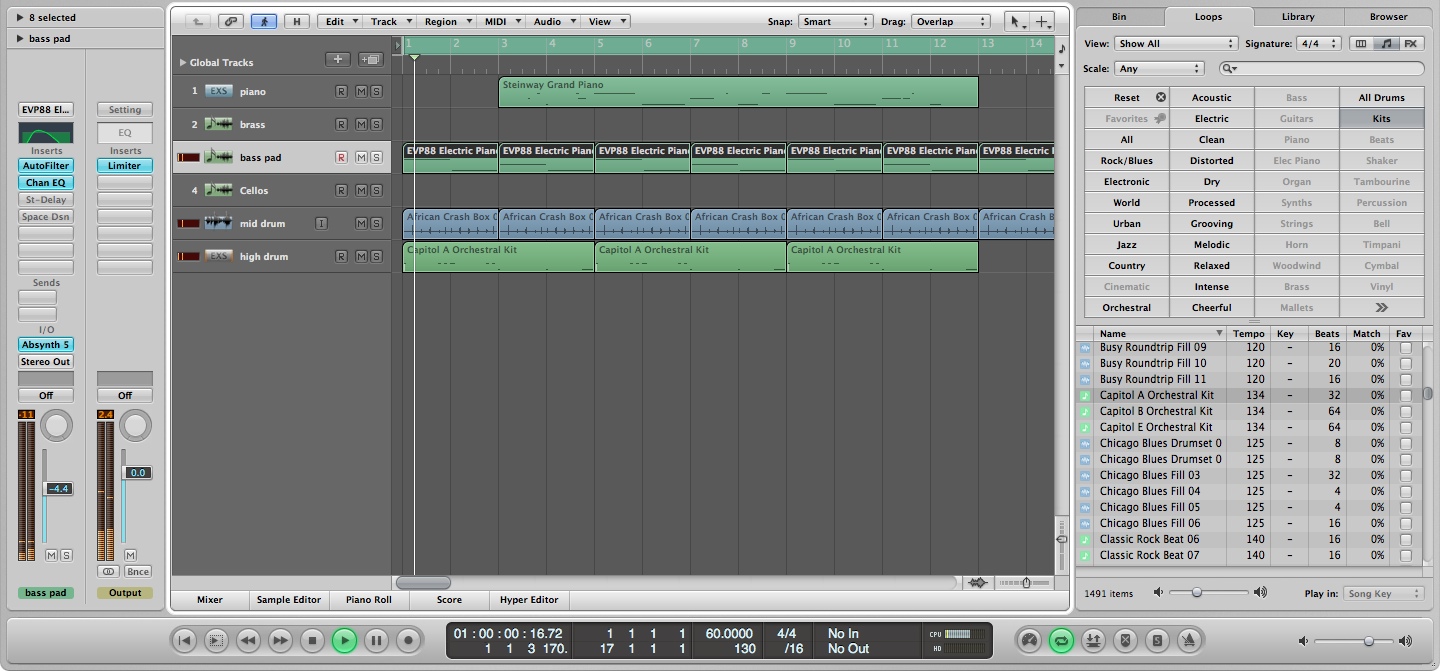 8 selected
bass pad
EVP88 El...
Setting
EQ
Inserts
Inserts
AutoFilter
Limiter
Chan EQ
St-Delay
Space Dsn
Sends
I/O
Absynth 5
Stereo Out
Off
Off
-11
2.4
0.0
-4.4
M S
M
Bnce
bass pad
Output
H
Edit
Track
Region
MIDI
Audio
View
Snap: Smart
Drag: Overlap
Global Tracks
1 2 3 4 5 6 7 8 9 10 11 12 13 14
1 EXS piano R M S
Steinway Grand Piano
2 brass R M S
bass pad R M S
EVP88 Electric Pian EVP88 Electric Pian EVP88 Electric Pian EVP88 Electric Pian EVP88 Electric Pian EVP88 Electric Pian EVP88 Electric
4 Cellos R M S
mid drum I M S
African Crash Box 0 African Crash Box 0 African Crash Box 0 African Crash Box 0 African Crash Box 0 African Crash Box 0 African Crash B
EXS high drum R M S
Capitol A Orchestral Kit Capitol A Orchestral Kit Capitol A Orchestral Kit
Mixer
Sample Editor
Piano Roll
Score
Hyper Editor
Bin
Loops
Library
Browser
View: Show All
Signature: 4/4
FX
Scale: Any
Reset Acoustic Bass All Drums
Favorites Electric Guitars Kits
All Clean Piano Beats
Rock/Blues Distorted Elec Piano Shaker
Electronic Dry Organ Tambourine
World Processed Synths Percussion
Urban Grooving Strings Bell
Jazz Melodic Horn Timpani
Country Relaxed Woodwind Cymbal
Cinematic Intense Brass Vinyl
Orchestral Cheerful Mallets
Name Tempo Key Beats Match Fav
Busy Roundtrip Fill 09 120 - 16 0%
Busy Roundtrip Fill 10 120 - 20 0%
Busy Roundtrip Fill 11 120 - 16 0%
Capitol A Orchestral Kit 134 - 32 0%
Capitol B Orchestral Kit 134 - 64 0%
Capitol E Orchestral Kit 134 - 64 0%
Chicago Blues Drumset 0 125 - 8 0%
Chicago Blues Drumset 0 125 - 8 0%
Chicago Blues Fill 03 125 - 32 0%
Chicago Blues Fill 04 125 - 4 0%
Chicago Blues Fill 05 125 - 4 0%
Chicago Blues Fill 06 125 - 16 0%
Classic Rock Beat 06 140 - 16 0%
Classic Rock Beat 07 140 - 16 0%
1491 items
Play in: Song Key
01 : 00 : 00 : 16.72 1 1 1 1 60.0000 4/4 No In CPU
1 1 3 170. 17 1 1 1 130 /16 No Out HD
S